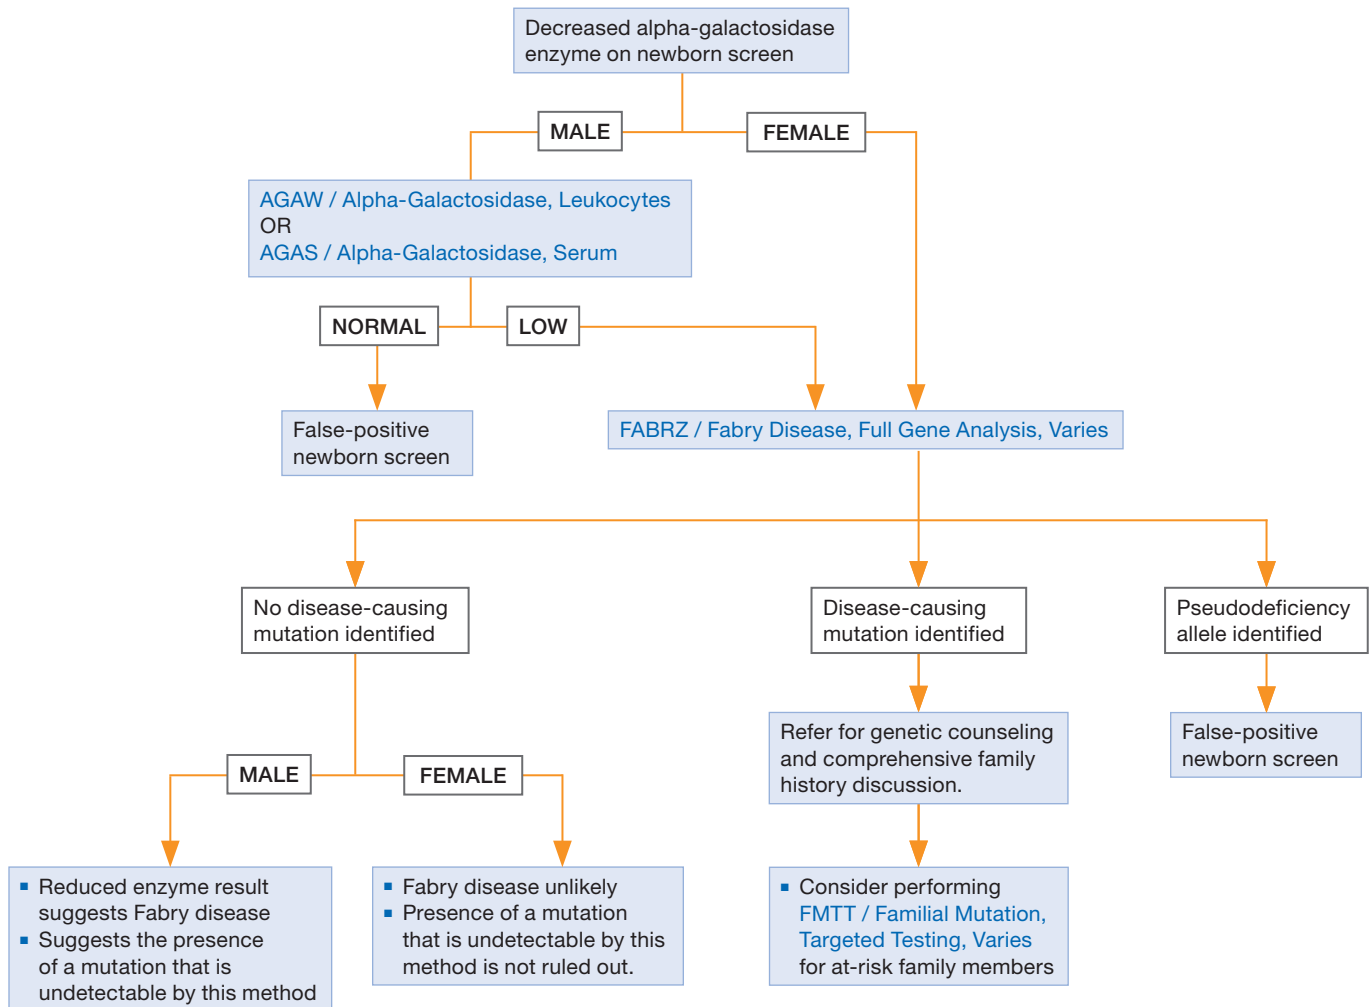 Decreased alpha-galactosidase
enzyme on newborn screen
MALE
FEMALE
AGAW / Alpha-Galactosidase, Leukocytes
OR
AGAS / Alpha-Galactosidase, Serum
NORMAL
LOW
False-positive
newborn screen
FABRZ / Fabry Disease, Full Gene Analysis, Varies
No disease-causing
mutation identified
Disease-causing
mutation identified
Pseudodeficiency
allele identified
Refer for genetic counseling
and comprehensive family
history discussion.
False-positive
newborn screen
MALE
FEMALE
▪ Reduced enzyme result
suggests Fabry disease
▪ Suggests the presence
of a mutation that is
undetectable by this method
▪ Fabry disease unlikely
▪ Presence of a mutation
that is undetectable by this
method is not ruled out.
▪ Consider performing
FMTT / Familial Mutation,
Targeted Testing, Varies
for at-risk family members